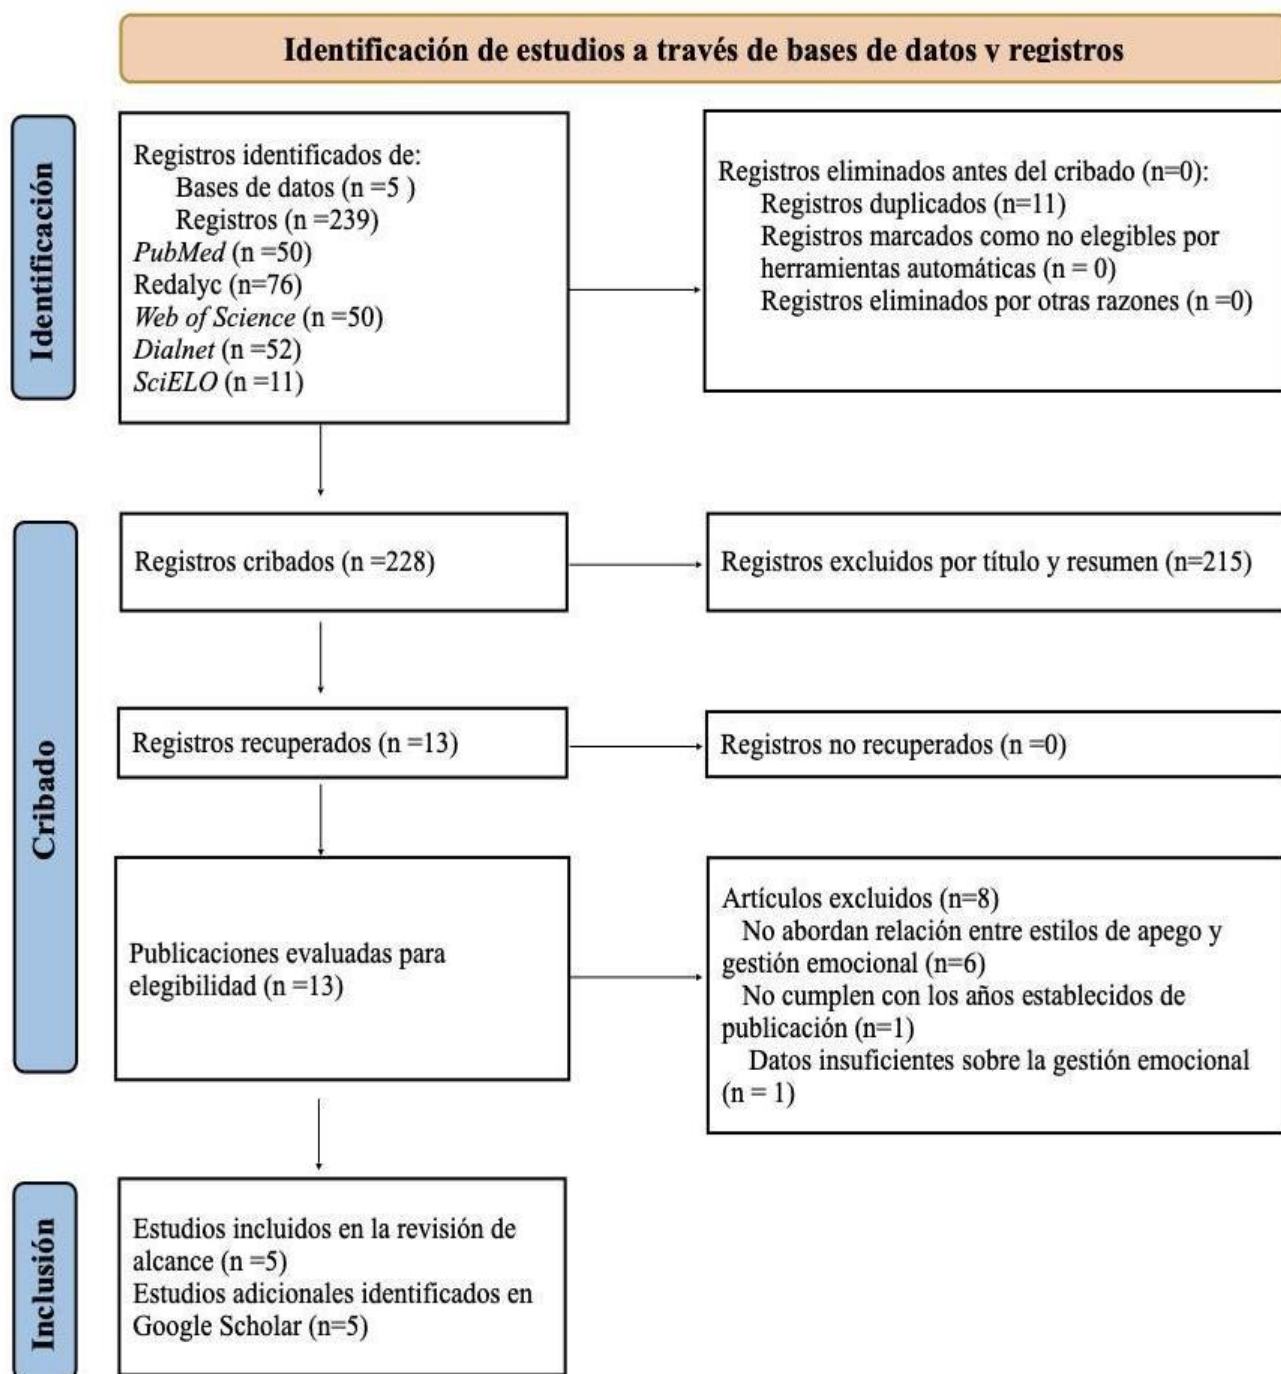 Identificación de estudios a través de bases de datos y registros
Identificación
Registros identificados de:
Bases de datos (n =5 )
Registros (n =239)
PubMed (n =50)
Redalyc (n=76)
Web of Science (n =50)
Dialnet (n =52)
SciELO (n =11)
Registros eliminados antes del cribado (n=0):
Registros duplicados (n=11)
Registros marcados como no elegibles por
herramientas automáticas (n = 0)
Registros eliminados por otras razones (n =0)
Cribado
Registros cribados (n =228)
Registros excluidos por título y resumen (n=215)
Registros recuperados (n =13)
Registros no recuperados (n =0)
Publicaciones evaluadas para
elegibilidad (n =13)
Artículos excluidos (n=8)
No abordan relación entre estilos de apego y
gestión emocional (n=6)
No cumplen con los años establecidos de
publicación (n=1)
Datos insuficientes sobre la gestión emocional
(n = 1)
Inclusión
Estudios incluidos en la revisión de
alcance (n =5)
Estudios adicionales identificados en
Google Scholar (n=5)